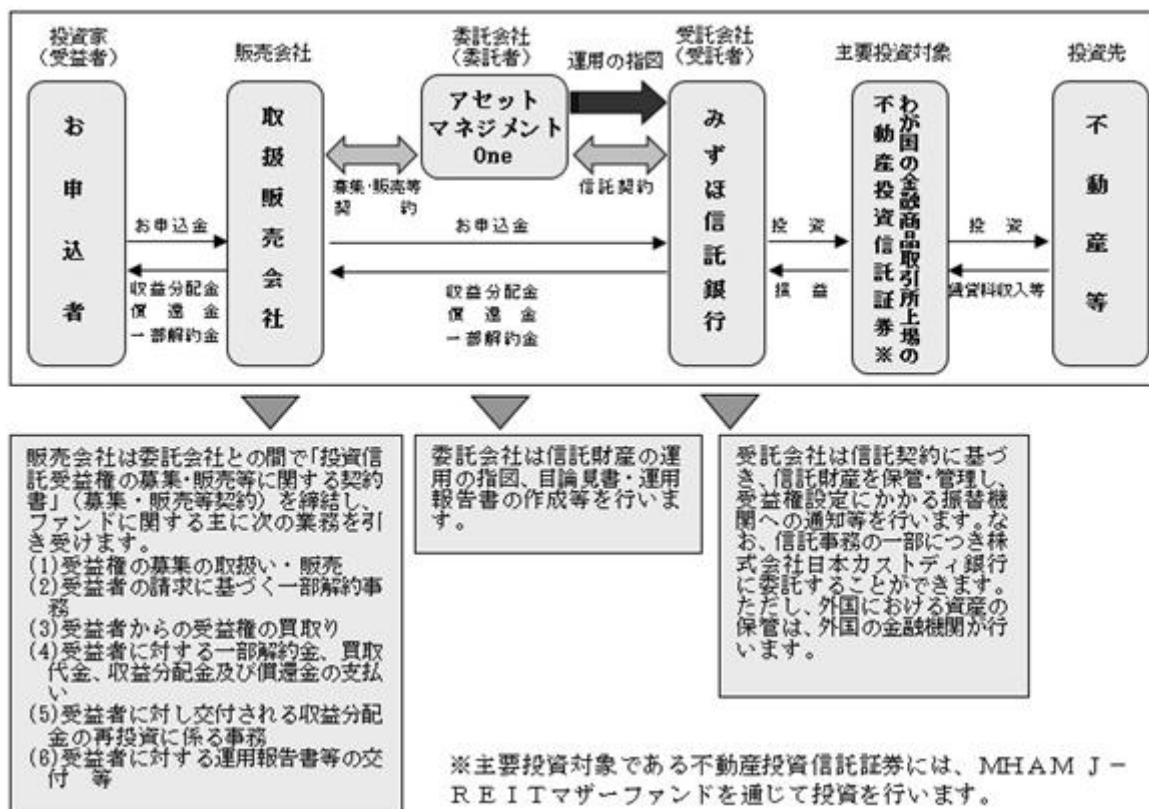 投資家
（受益者）
販売会社
委託会社
（委託者）
運用の指図
受託会社
（受託者）
主要投資対象
投資先
お申込者
取扱販売会社
アセット
マネジメント
One
みずほ信託銀行
わが国の金融商品取引所上場の
不動産投資信託証券※
不動産等
募集・販売等
契約
信託契約
お申込金
収益分配金
償還金
一部解約金
お申込金
収益分配金
償還金
一部解約金
投資
損益
投資
賃貸料収入等
販売会社は委託会社との間で「投資信
託受益権の募集・販売等に関する契約
書」（募集・販売等契約）を締結し、
ファンドに関する主に次の業務を引
き受けます。
(1)受益権の募集の取扱い・販売
(2)受益者の請求に基づく一部解約事
務
(3)受益者からの受益権の買取り
(4)受益者に対する一部解約金、買取
代金、収益分配金及び償還金の支払
い
(5)受益者に対し交付される収益分配
金の再投資に係る事務
(6)受益者に対する運用報告書等の交
付　等
委託会社は信託財産の運
用の指図、目論見書・運用
報告書の作成等を行いま
す。
受託会社は信託契約に基づ
き、信託財産を保管・管理し、
受益権設定にかかる振替機
関への通知等を行います。な
お、信託事務の一部につき株
式会社日本カストディ銀行
に委託することができます。
ただし、外国における資産の
保管は、外国の金融機関が行
います。
※主要投資対象である不動産投資信託証券には、ＭＨＡＭ Ｊ－
ＲＥＩＴマザーファンドを通じて投資を行います。